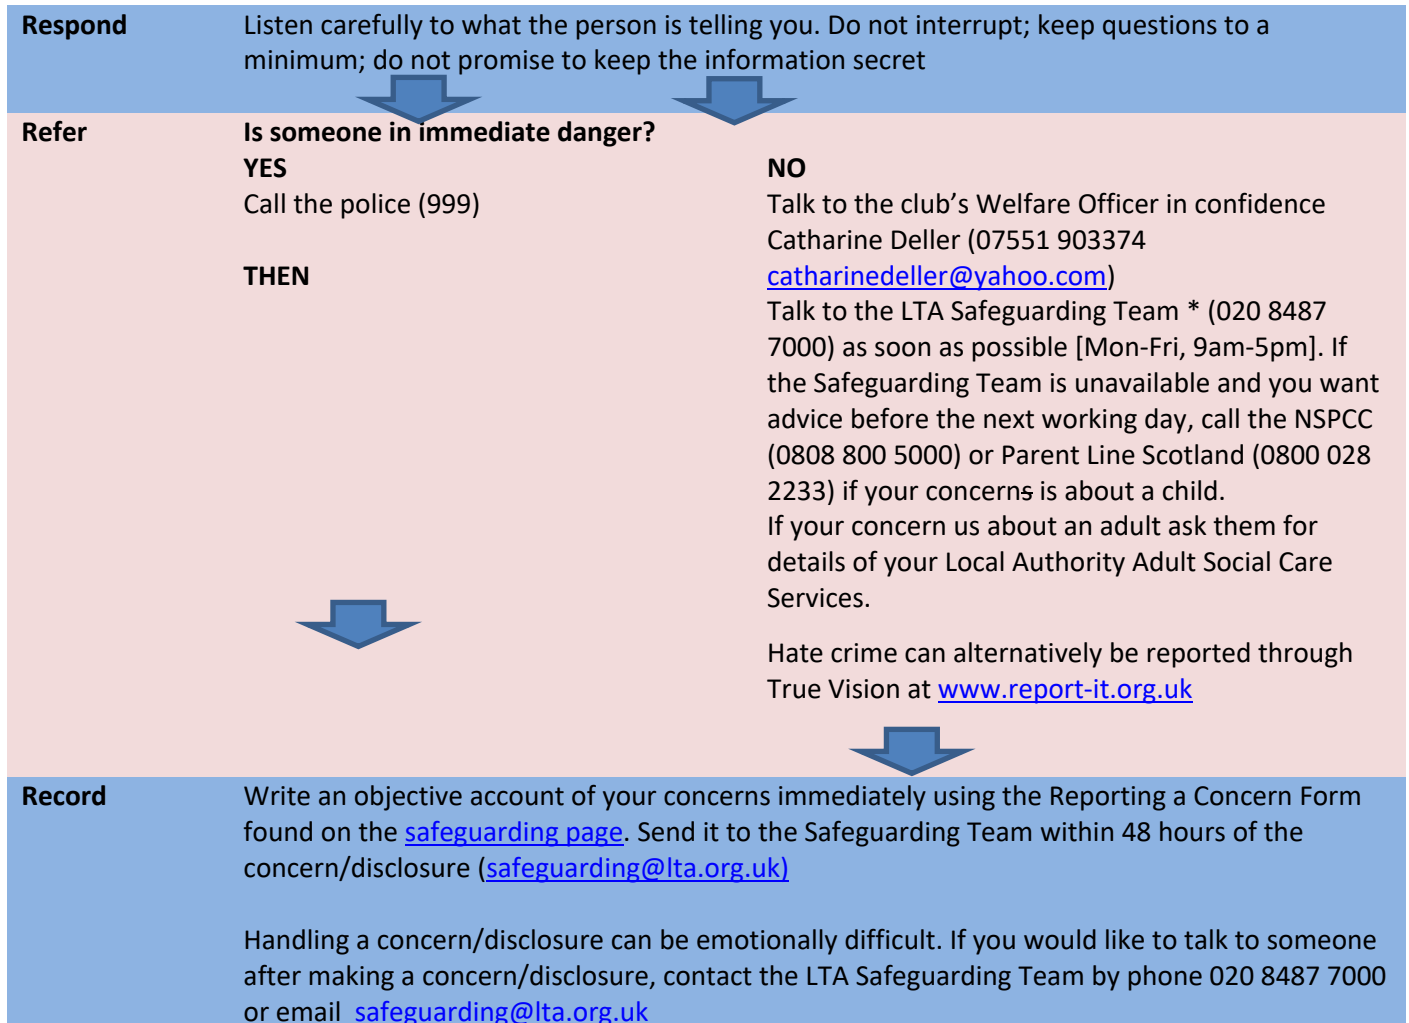 Respond
Listen carefully to what the person is telling you. Do not interrupt; keep questions to a
minimum; do not promise to keep the information secret
Refer
Is someone in immediate danger?
YES
Call the police (999)
THEN
NO
Talk to the club’s Welfare Officer in confidence
Catharine Deller (07551 903374
catharinedeller@yahoo.com)
Talk to the LTA Safeguarding Team * (020 8487
7000) as soon as possible [Mon-Fri, 9am-5pm]. If
the Safeguarding Team is unavailable and you want
advice before the next working day, call the NSPCC
(0808 800 5000) or Parent Line Scotland (0800 028
2233) if your concerns is about a child.
If your concern us about an adult ask them for
details of your Local Authority Adult Social Care
Services.
Hate crime can alternatively be reported through
True Vision at www.report-it.org.uk
Record
Write an objective account of your concerns immediately using the Reporting a Concern Form
found on the safeguarding page. Send it to the Safeguarding Team within 48 hours of the
concern/disclosure (safeguarding@lta.org.uk)
Handling a concern/disclosure can be emotionally difficult. If you would like to talk to someone
after making a concern/disclosure, contact the LTA Safeguarding Team by phone 020 8487 7000
or email safeguarding@lta.org.uk